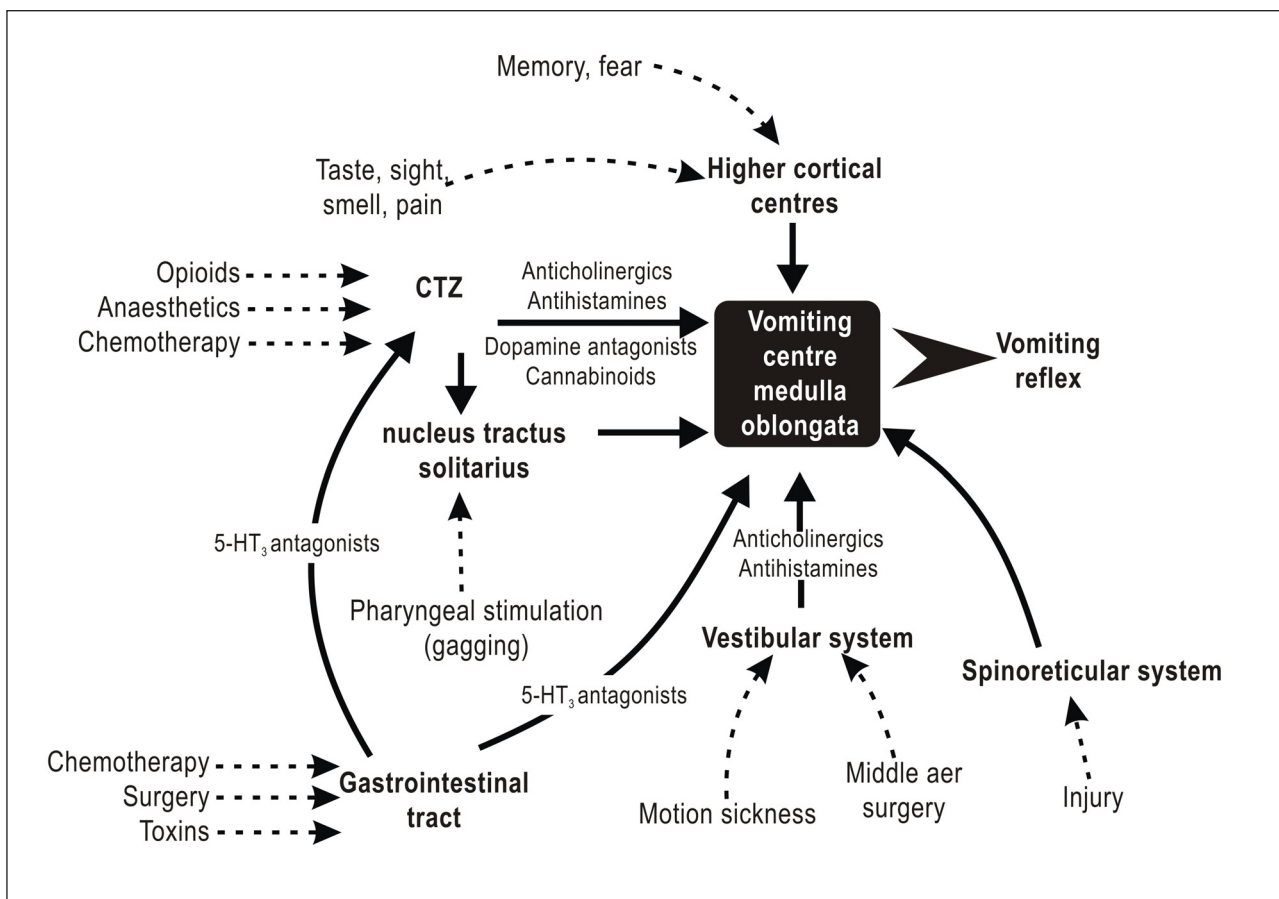 Memory, fear
Taste, sight,
smell, pain
Higher cortical
centres
Opioids
Anaesthetics
Chemotherapy
CTZ
Anticholinergics
Antihistamines
Dopamine antagonists
Cannabinoids
Vomiting
centre
medulla
oblongata
Vomiting
reflex
nucleus tractus
solitarius
5-HT₃ antagonists
Pharyngeal stimulation
(gagging)
Anticholinergics
Antihistamines
Vestibular system
Spinoreticular system
5-HT₃ antagonists
Chemotherapy
Surgery
Toxins
Gastrointestinal
tract
Motion sickness
Middle aer
surgery
Injury